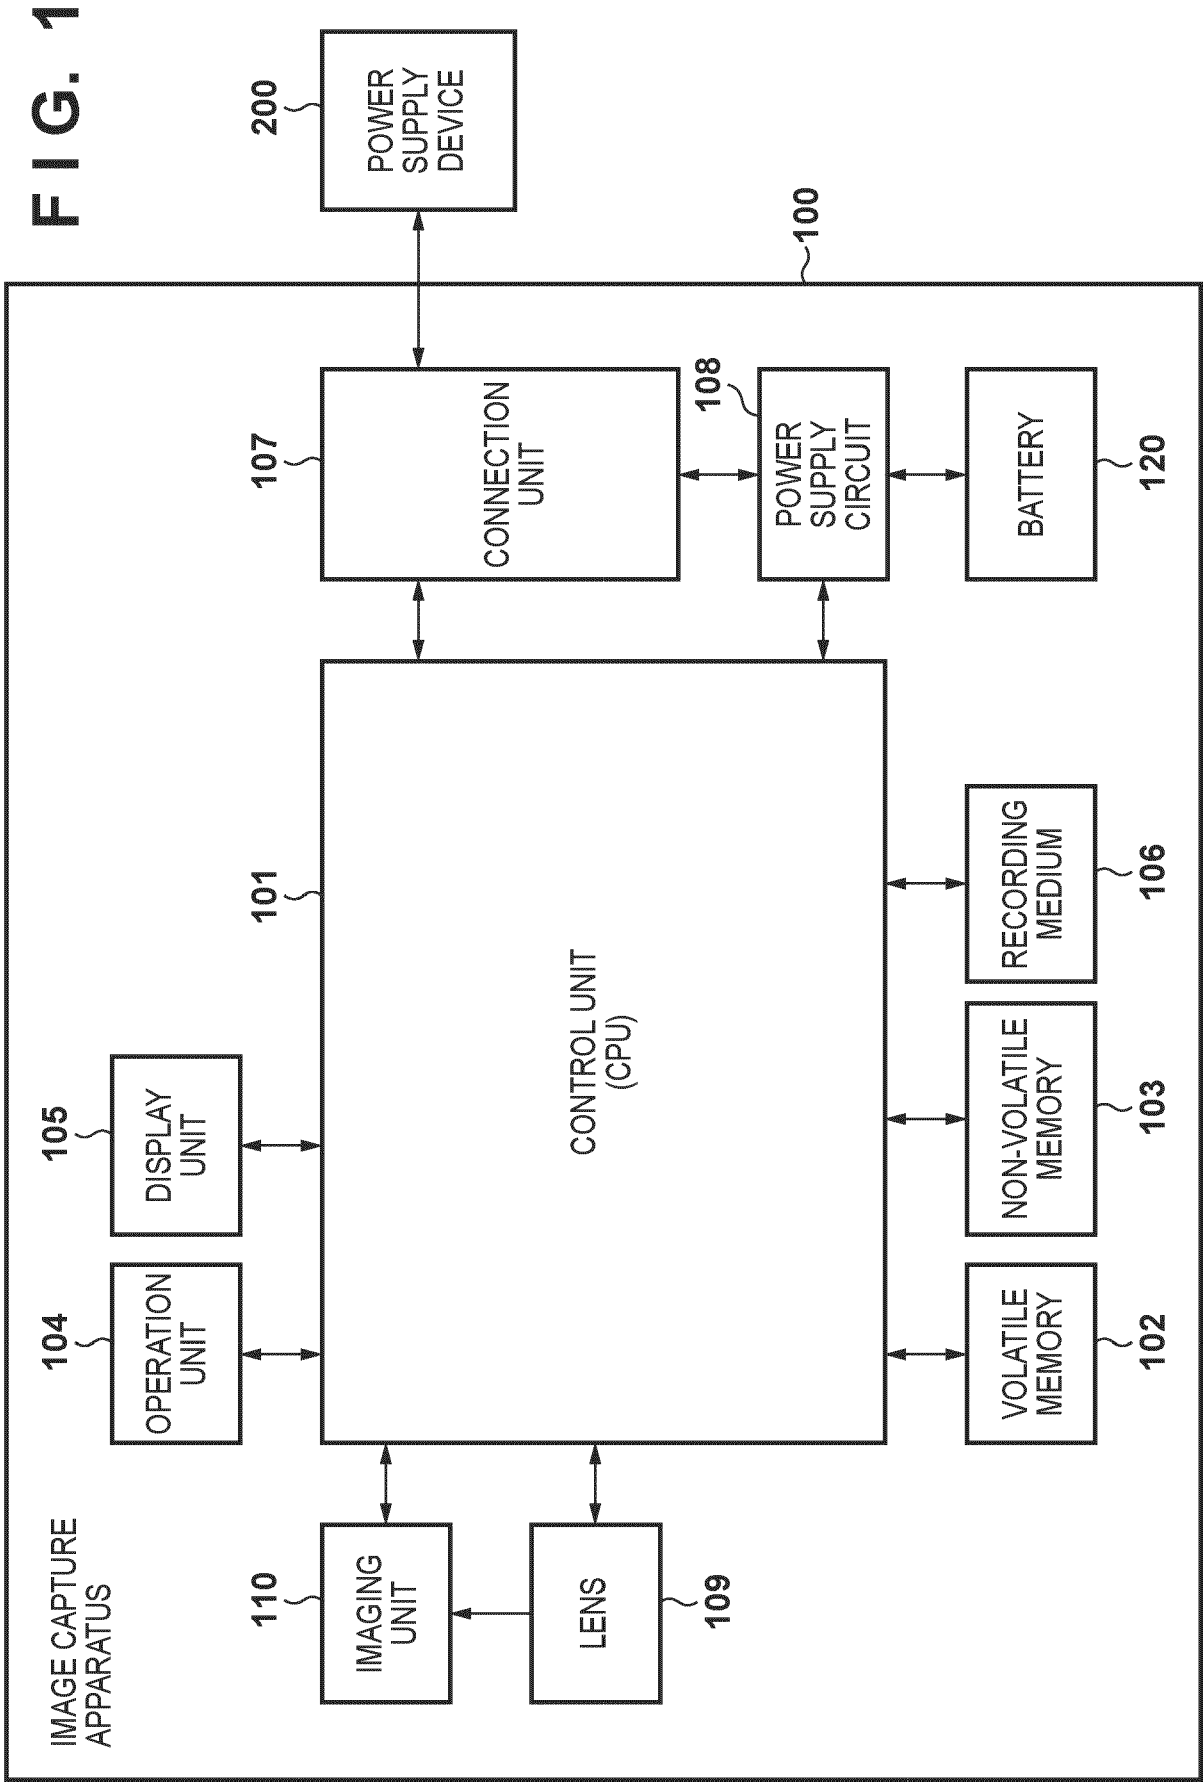 FIG. 1
IMAGE CAPTURE
APPARATUS
104
OPERATION
UNIT
105
DISPLAY
UNIT
110
IMAGING
UNIT
109
LENS
101
CONTROL UNIT
(CPU)
107
CONNECTION
UNIT
200
POWER
SUPPLY
DEVICE
108
POWER
SUPPLY
CIRCUIT
100
VOLATILE
MEMORY
102
NON-VOLATILE
MEMORY
103
RECORDING
MEDIUM
106
BATTERY
120